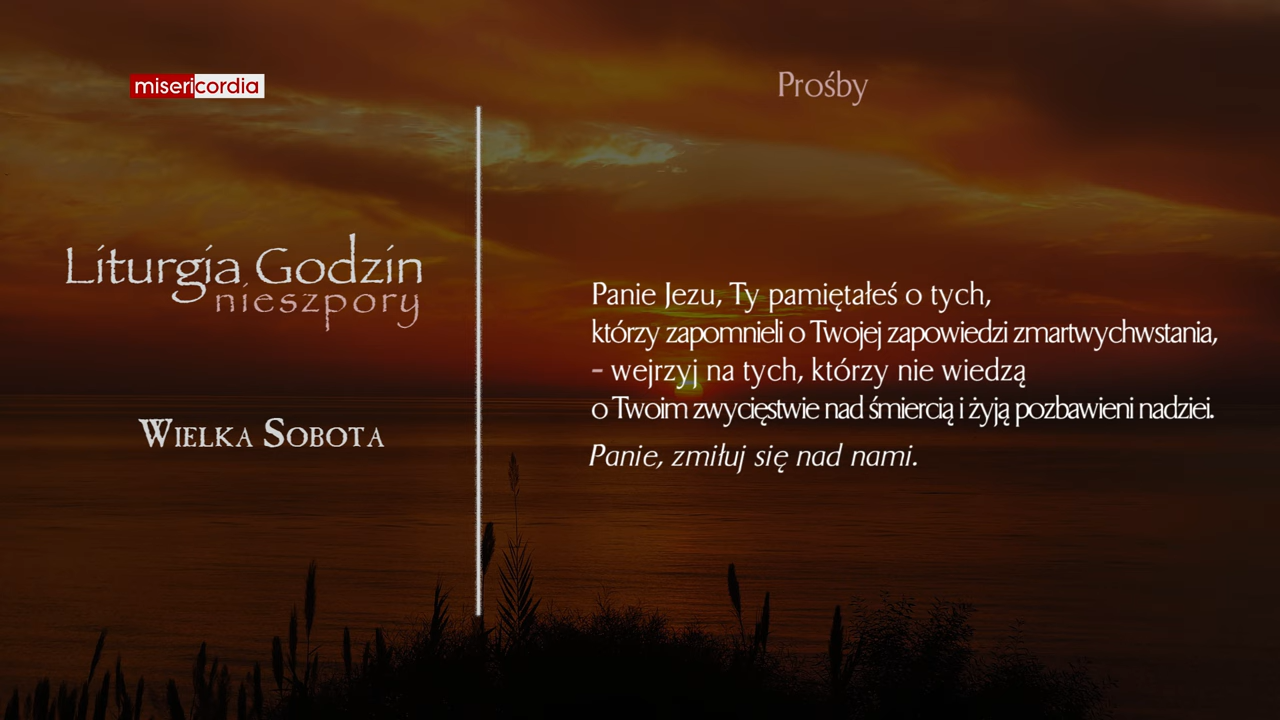 misericordia
Liturgia Godzin
nieszpory
Wielka Sobota
Prośby
Panie Jezu, Ty pamiętałeś o tych,
którzy zapomnieli o Twojej zapowiedzi zmartwychwstania,
- wejrzyj na tych, którzy nie wiedzą
o Twoim zwycięstwie nad śmiercią i żyją pozbawieni nadziei.
Panie, zmiłuj się nad nami.